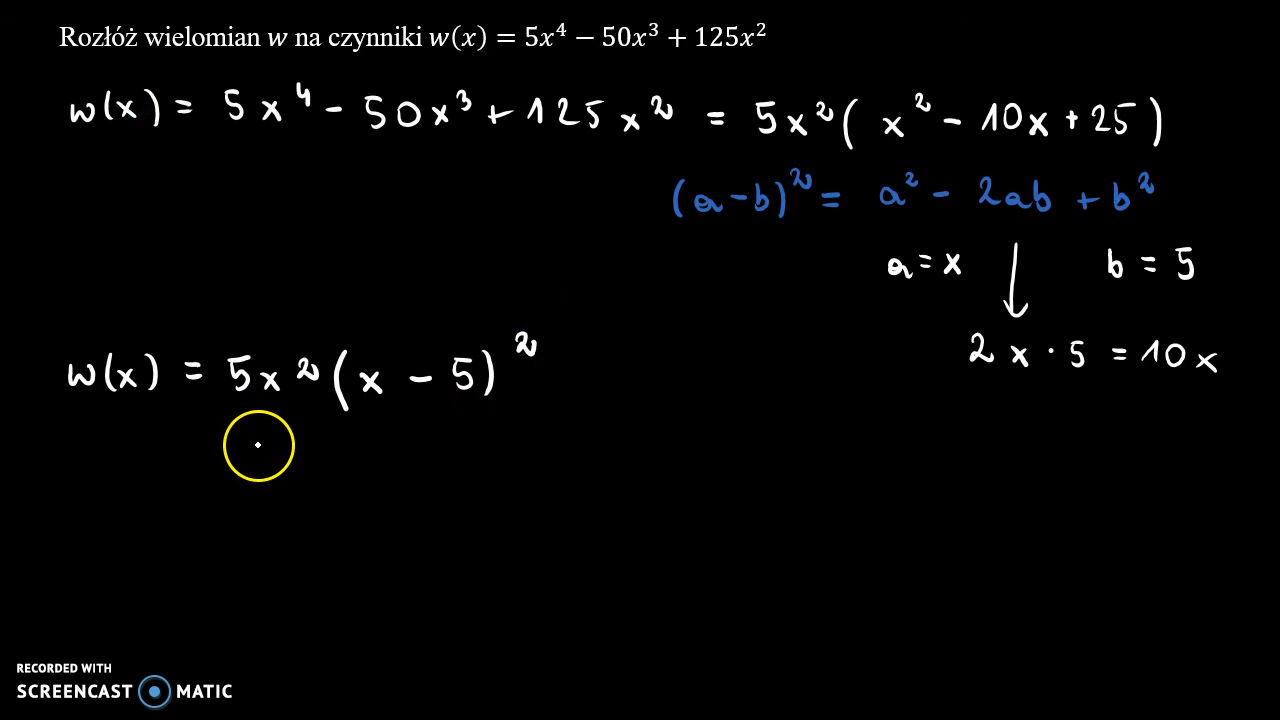 Rozłóż wielomian w na czynniki w(x) = 5x⁴ − 50x³ + 125x²
w(x) = 5x⁴ - 50x³ + 125x² = 5x²(x² - 10x + 25)
(a - b)² = a² - 2ab + b²
a = x b = 5
2x · 5 = 10x
w(x) = 5x²(x - 5)²
RECORDED WITH
SCREENCAST MATIC